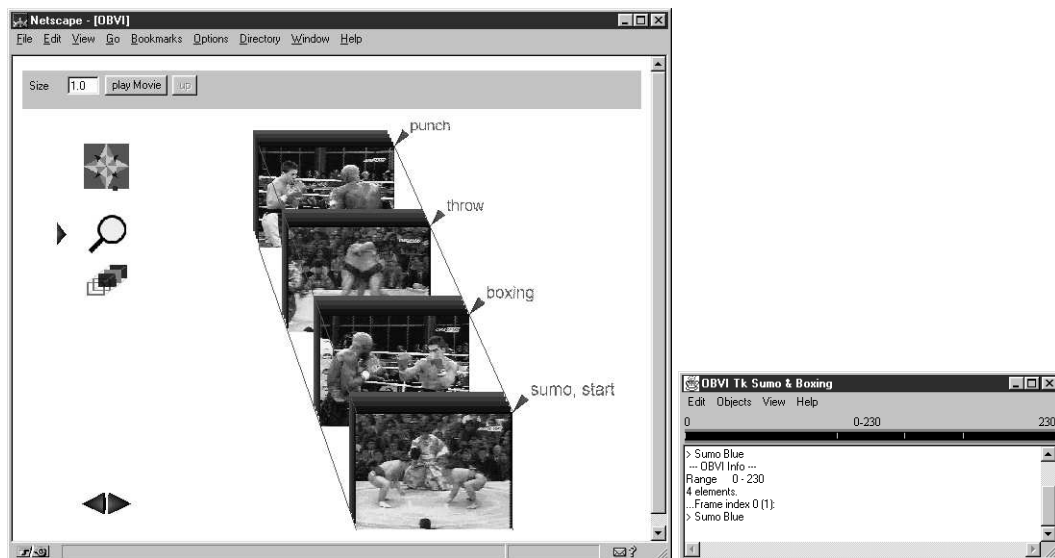 Netscape - [OBVI]
File Edit View Go Bookmarks Options Directory Window Help
Size 1.0 play Movie up
punch
throw
boxing
sumo, start
OBVI Tk Sumo & Boxing
Edit Objects View Help
0 0-230 230
> Sumo Blue
--- OBVI Info ---
Range 0 - 230
4 elements.
...Frame index 0 (1):
> Sumo Blue